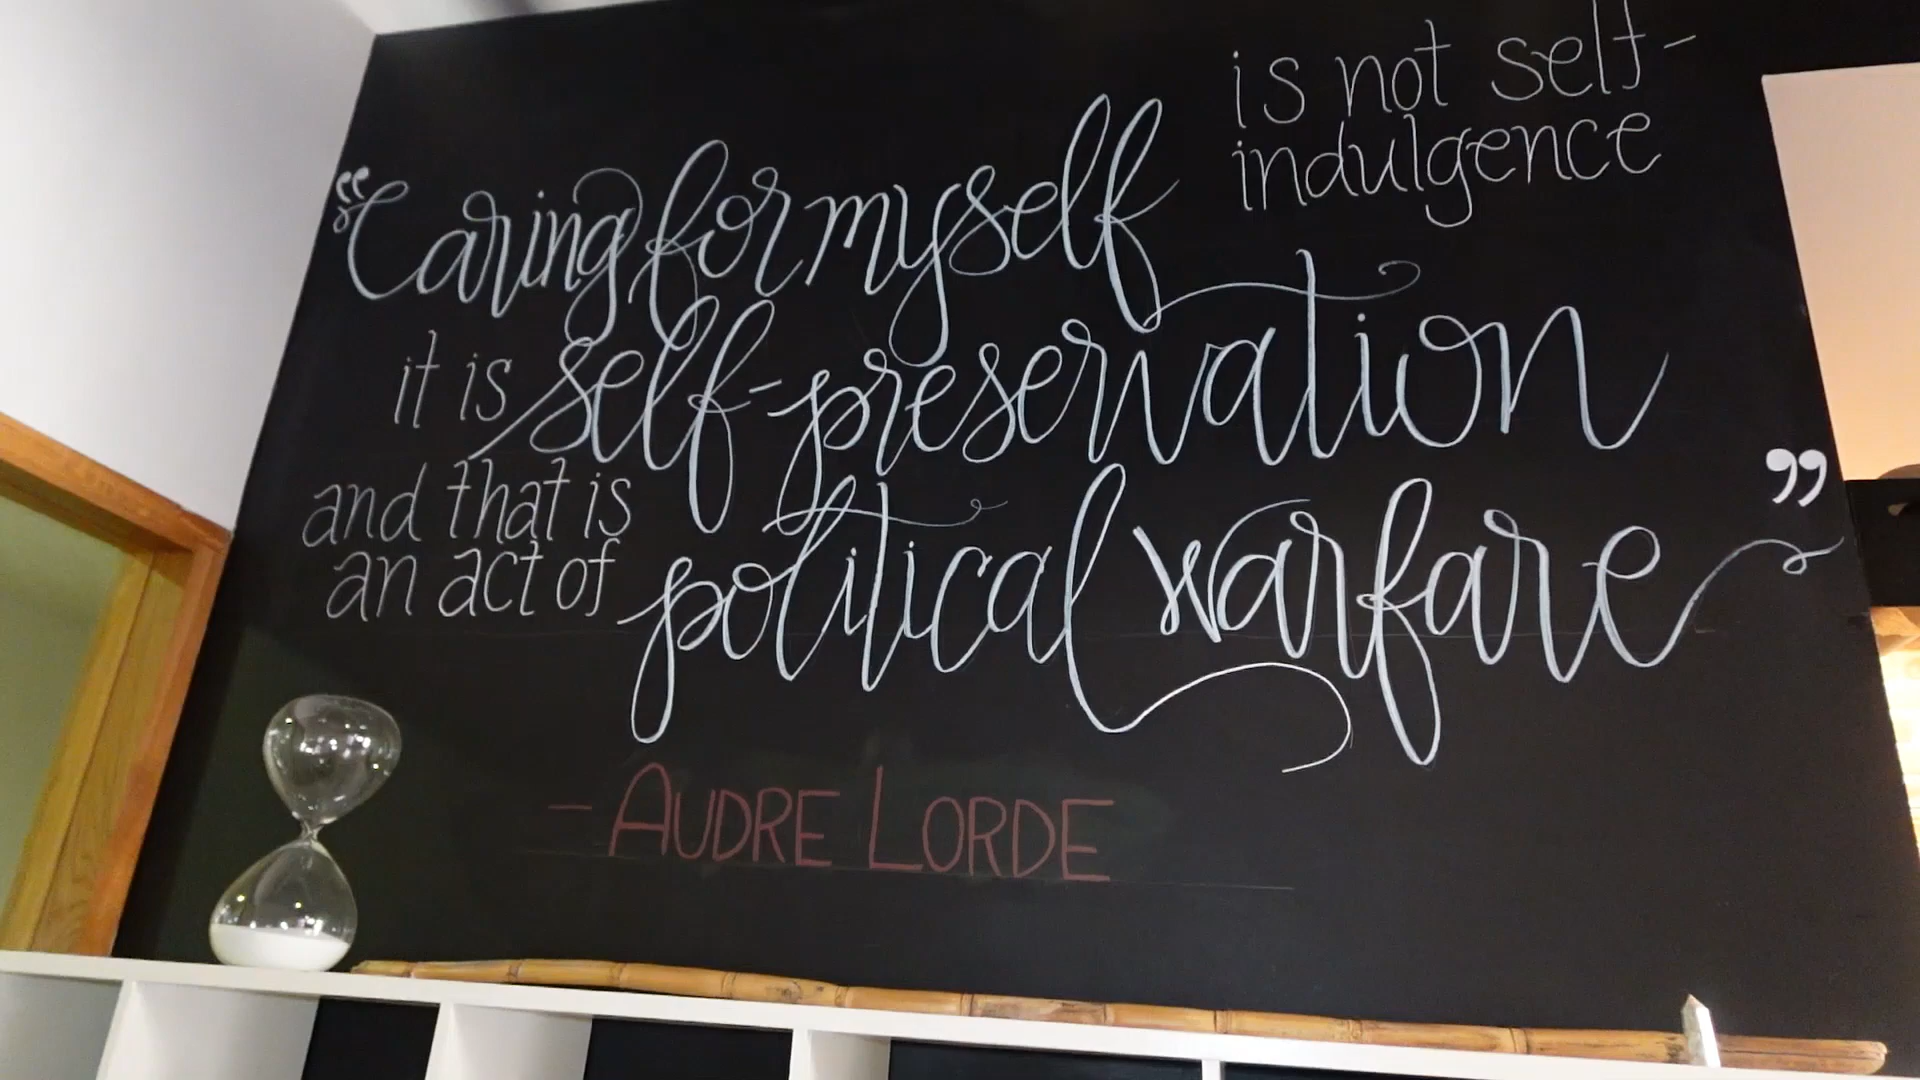 “Caring for myself
is not self-
indulgence
it is self-preservation
and that is
an act of
political warfare”
- AUDRE LORDE